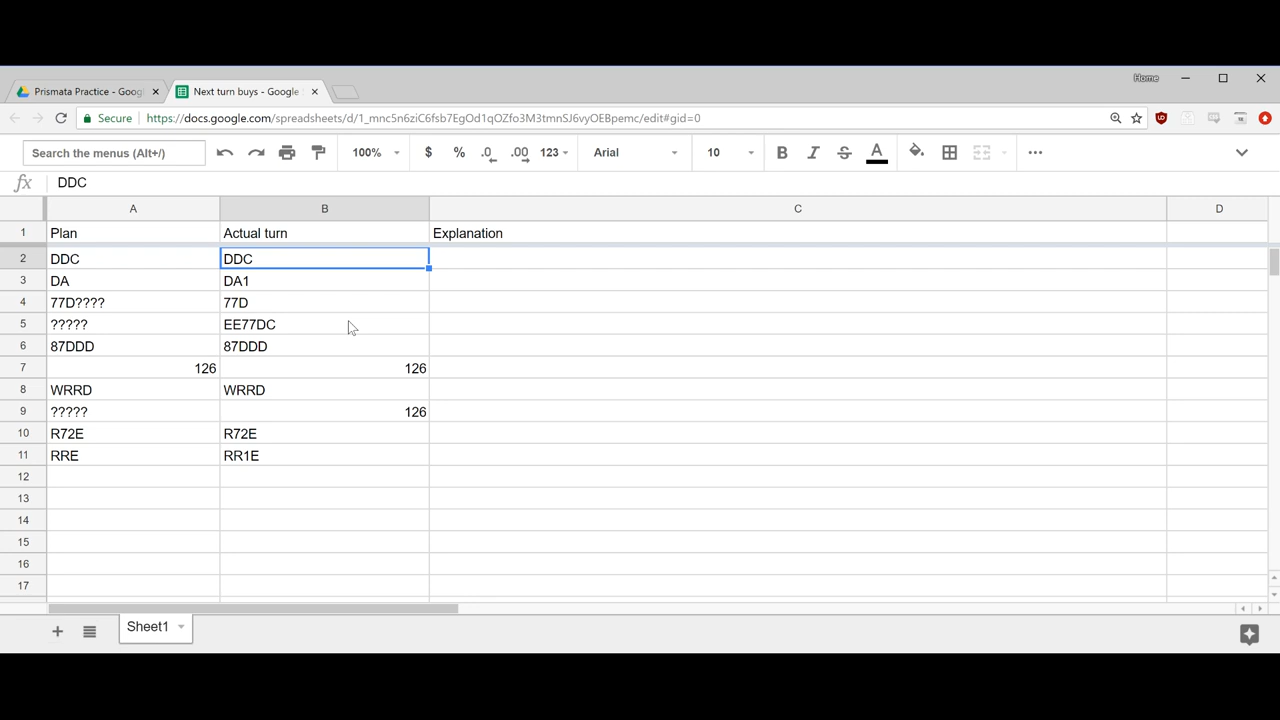 Home
Prismata Practice - Googl
Next turn buys - Google
Secure https://docs.google.com/spreadsheets/d/1_mnc5n6ziC6fsb7EgOd1qOZfo3M3tmnSJ6vyOEBpemc/edit#gid=0
Search the menus (Alt+/) 100% $ % .0 .00 123 Arial 10 B I S A
fx DDC
A B C D
1 Plan Actual turn Explanation
2 DDC DDC
3 DA DA1
4 77D???? 77D
5 ????? EE77DC
6 87DDD 87DDD
7 126 126
8 WRRD WRRD
9 ????? 126
10 R72E R72E
11 RRE RR1E
12
13
14
15
16
17
Sheet1